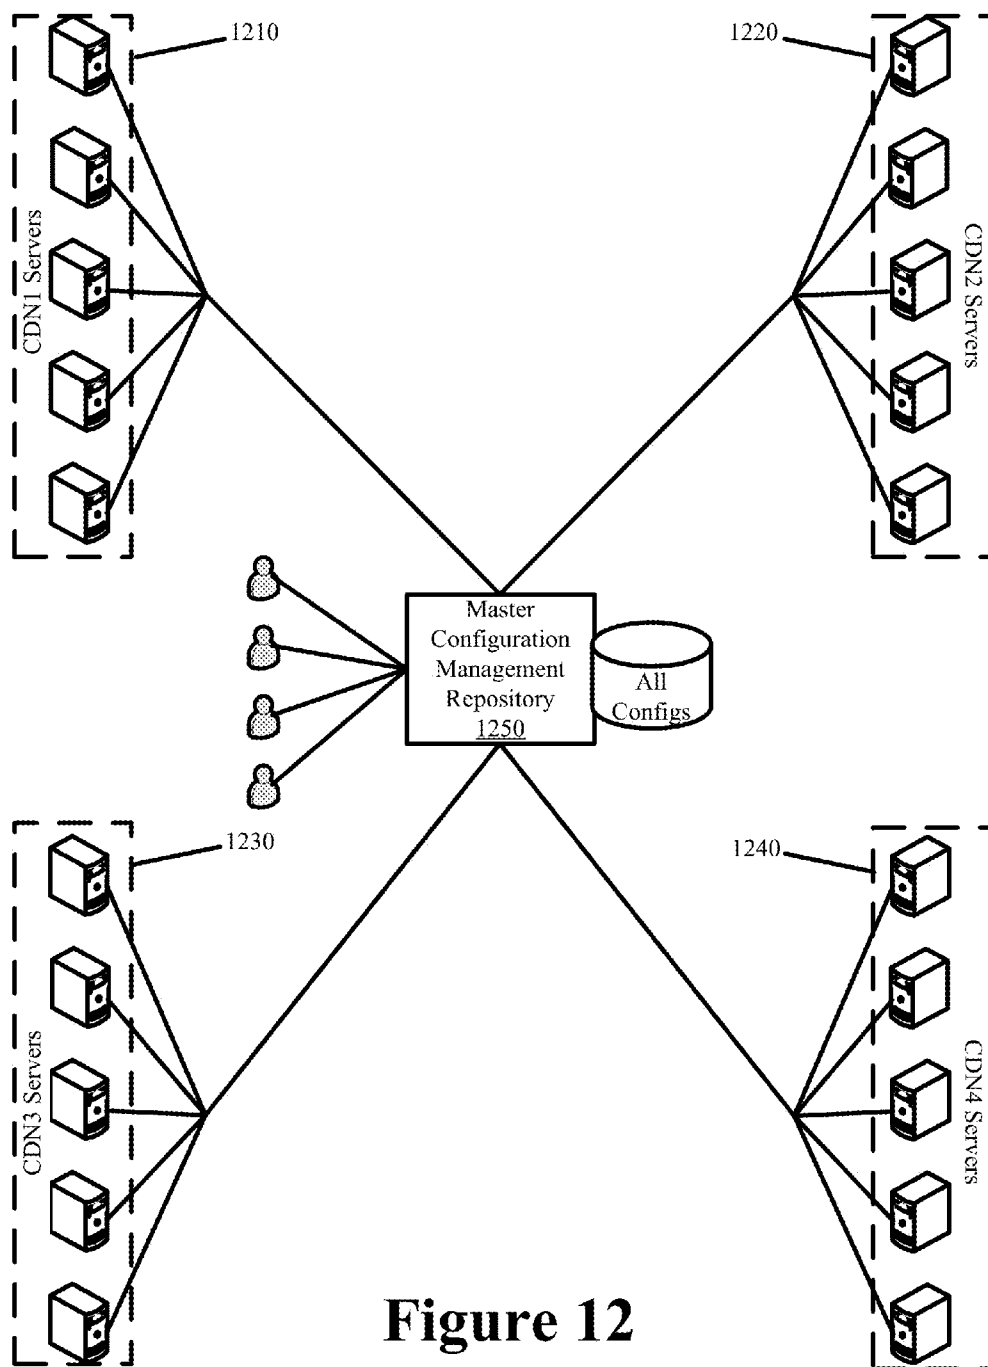 1210
1220
CDN1 Servers
CDN2 Servers
Master
Configuration
Management
Repository
1250
All
Configs
1230
1240
CDN3 Servers
CDN4 Servers
Figure 12